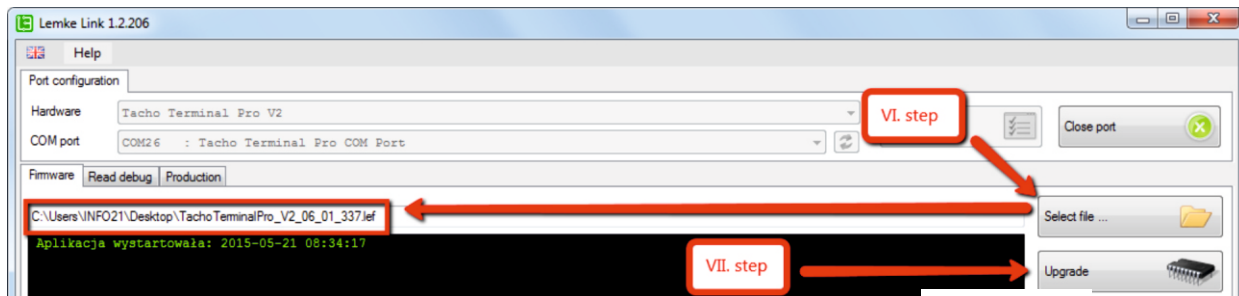 Lemke Link 1.2.206
Help
Port configuration
Hardware
Tacho Terminal Pro V2
VI. step
COM port
COM26 : Tacho Terminal Pro COM Port
Close port
Firmware Read debug Production
C:\Users\INFO21\Desktop\TachoTerminalPro_V2_06_01_337.lef
Select file ...
Aplikacja wystartowała: 2015-05-21 08:34:17
VII. step
Upgrade